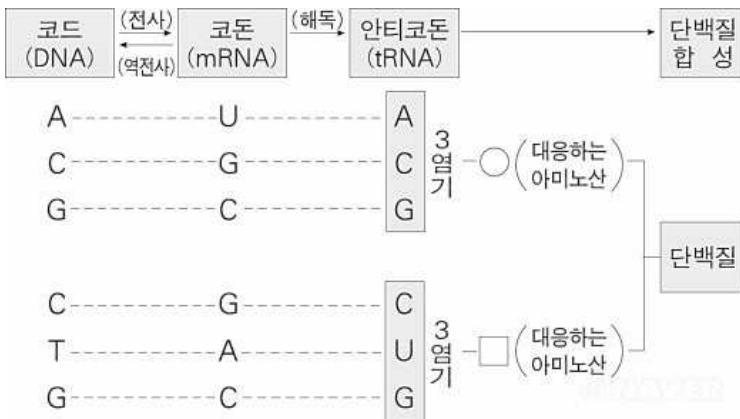 코드 (전사) 코돈 (해독) 안티코돈 단백질
(DNA) (역전사) (mRNA) (tRNA) 합 성
A U A
C G C
G C G
3염기
(대응하는
아미노산)
단백질
C G C
T A U
G C G
3염기
(대응하는
아미노산)